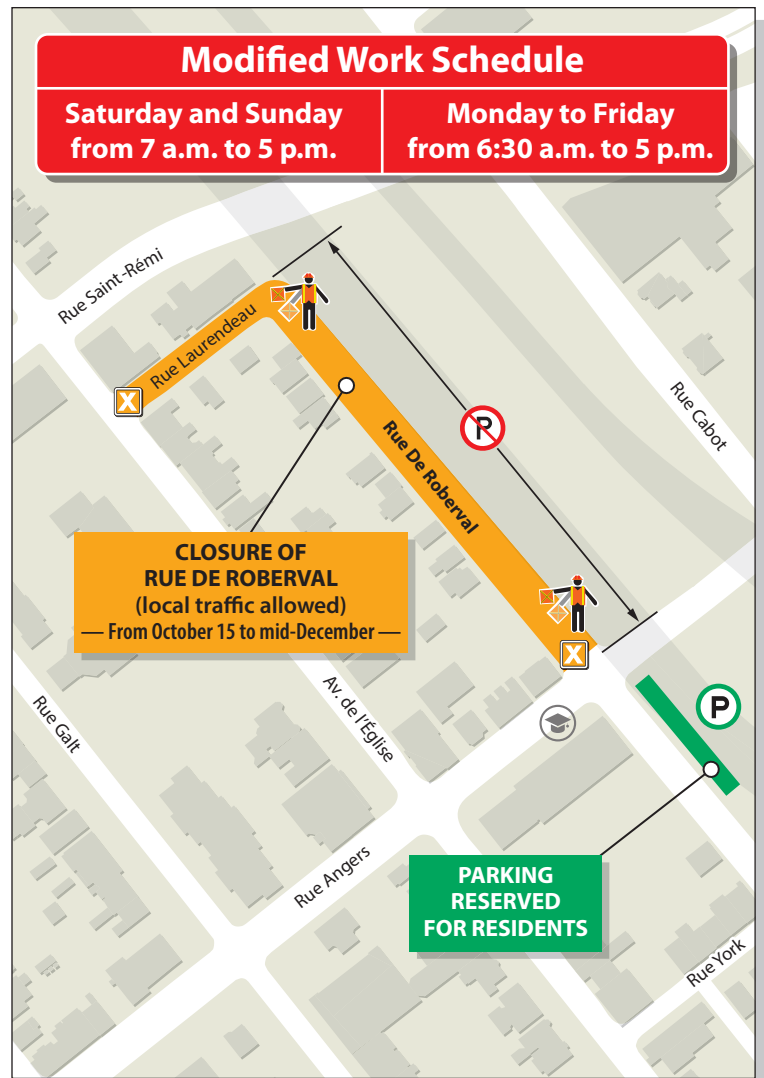 Modified Work Schedule
Saturday and Sunday
from 7 a.m. to 5 p.m.
Monday to Friday
from 6:30 a.m. to 5 p.m.
Rue Saint-Rémi
Rue Laurendeau
X
Rue Cabot
P
Rue De Roberval
CLOSURE OF
RUE DE ROBERVAL
(local traffic allowed)
— From October 15 to mid-December —
X
Rue Galt
Av. de l'Église
P
Rue Angers
PARKING
RESERVED
FOR RESIDENTS
Rue York